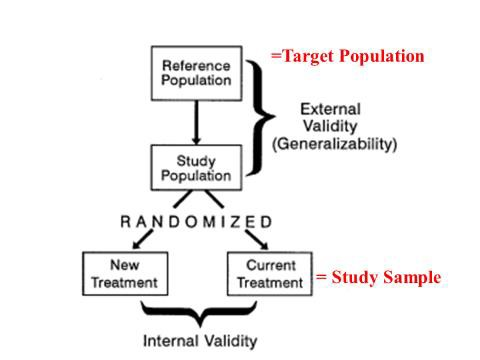 Reference
Population
=Target Population
External
Validity
(Generalizability)
Study
Population
RANDOMIZED
New
Treatment
Current
Treatment
= Study Sample
Internal Validity